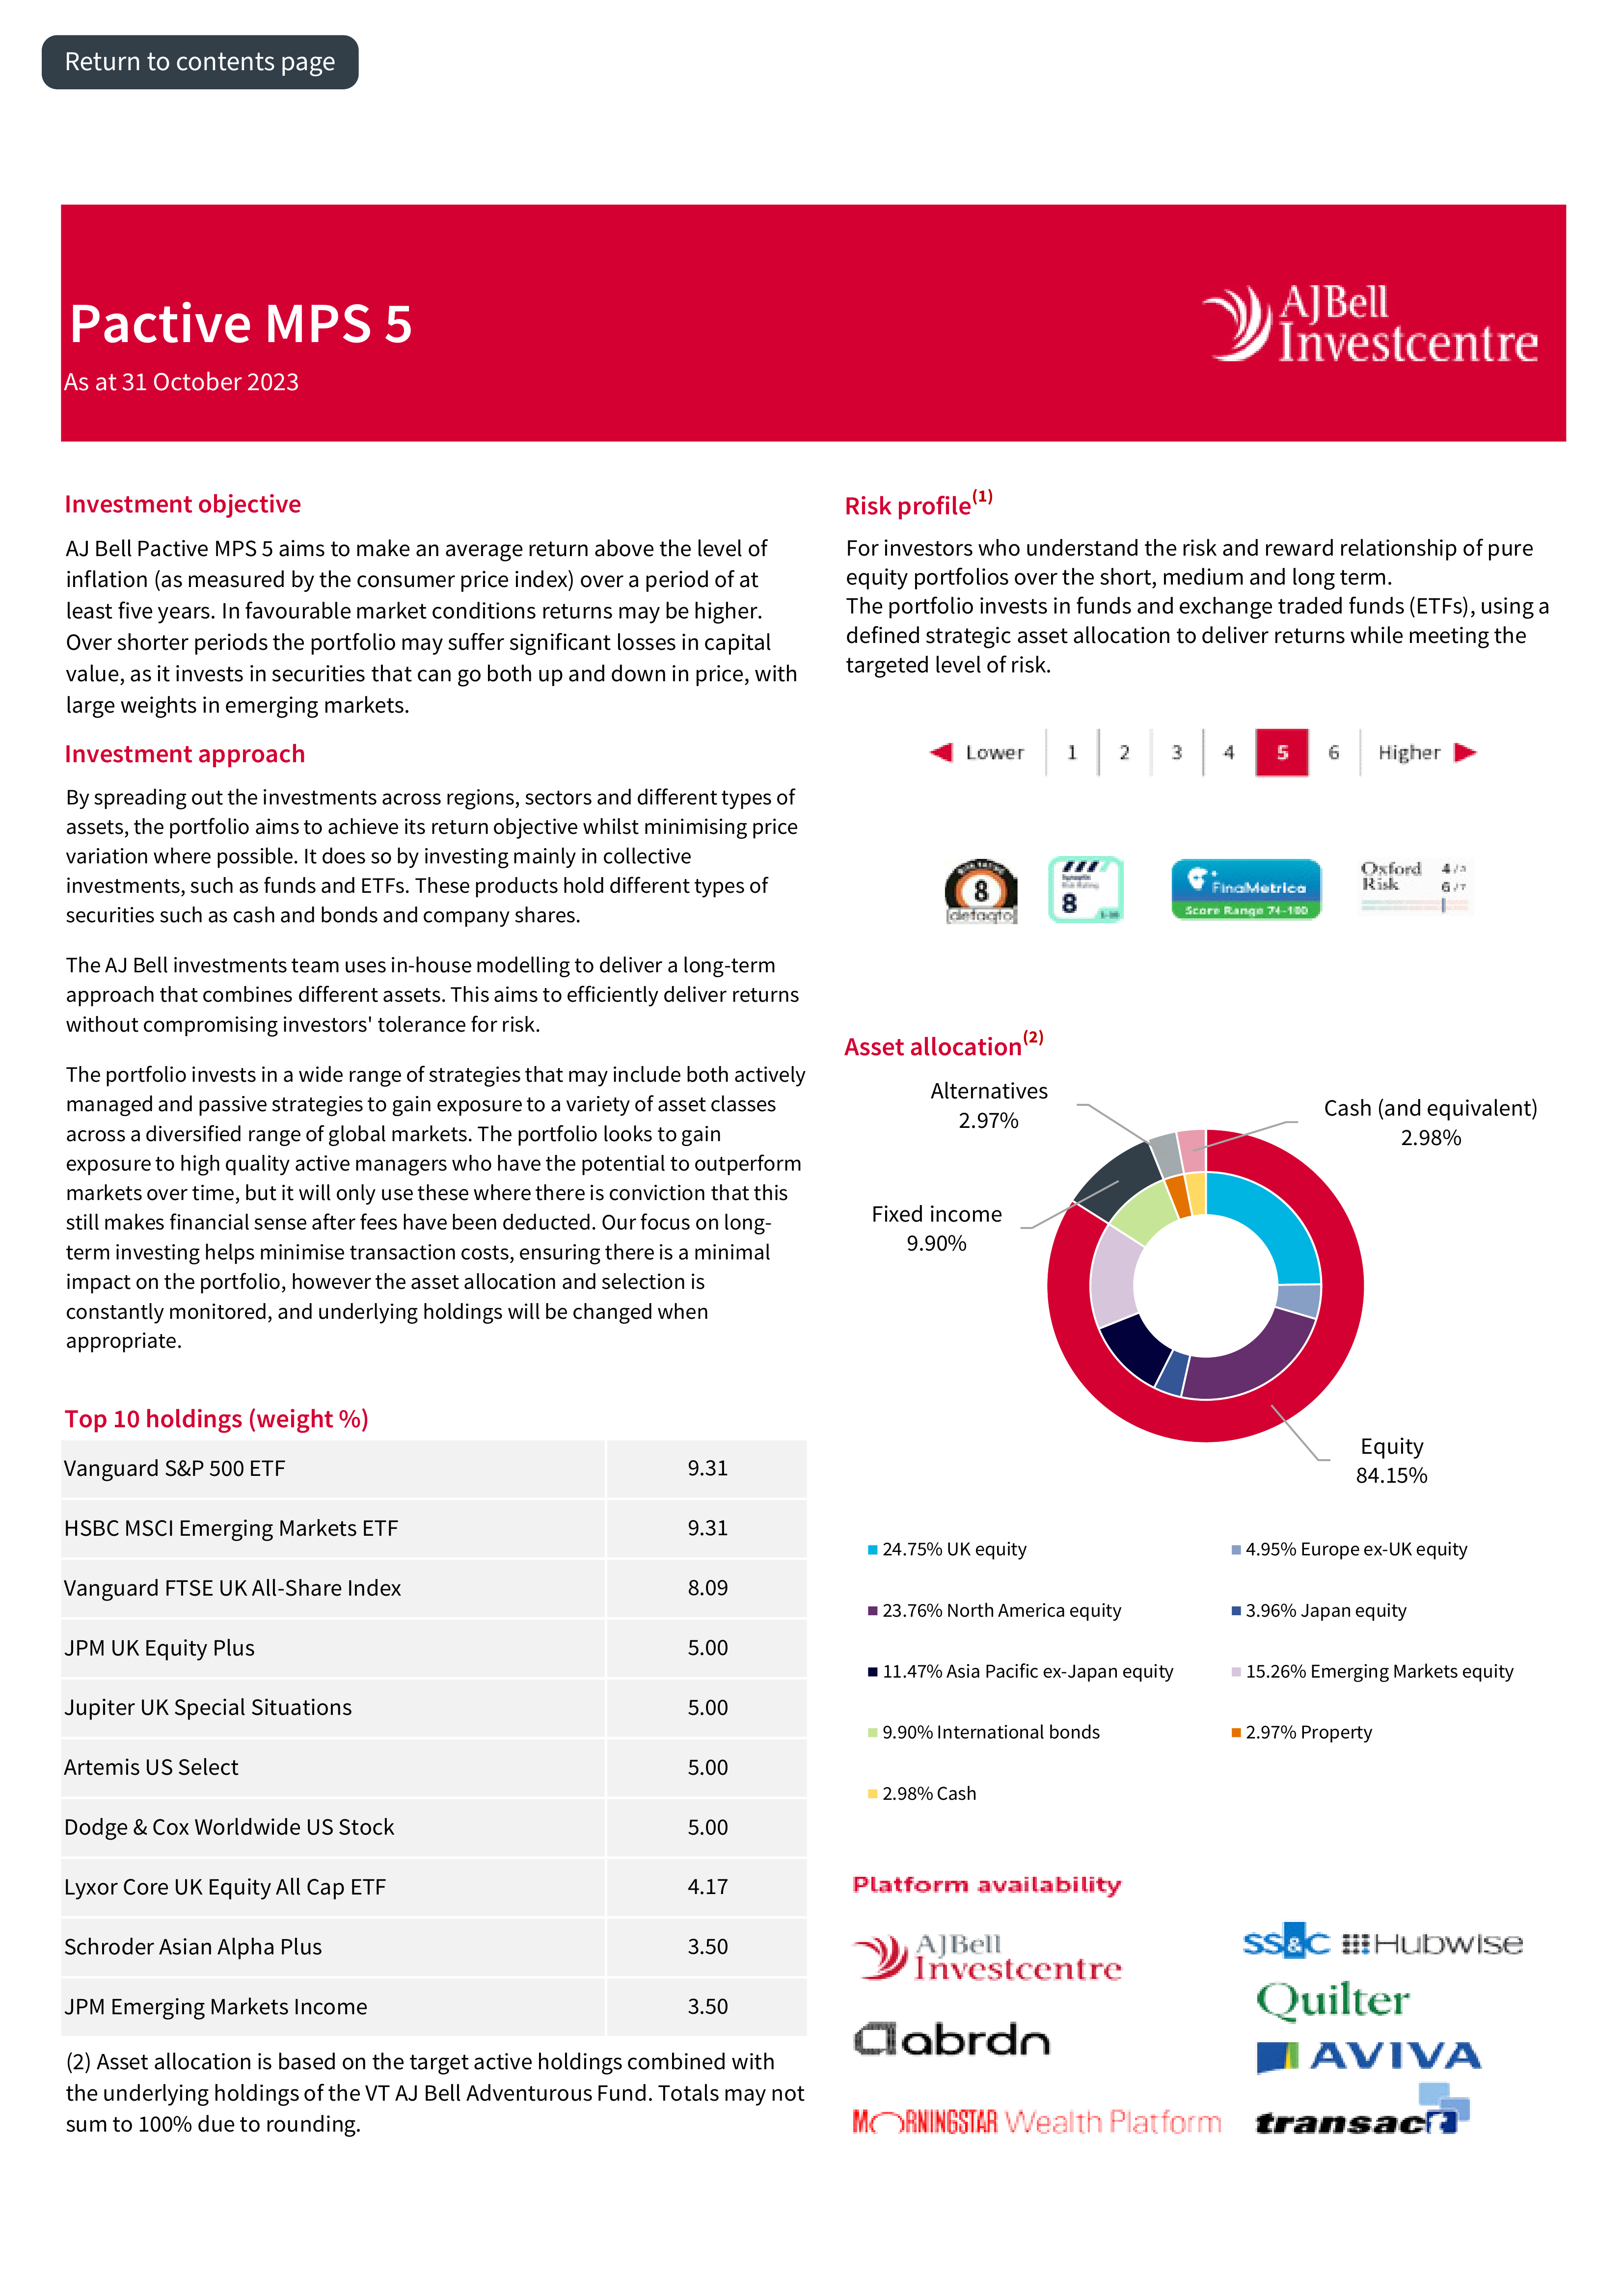 Return to contents page
Pactive MPS 5
As at 31 October 2023
AJBell
Investcentre
Investment objective
AJ Bell Pactive MPS 5 aims to make an average return above the level of
inflation (as measured by the consumer price index) over a period of at
least five years. In favourable market conditions returns may be higher.
Over shorter periods the portfolio may suffer significant losses in capital
value, as it invests in securities that can go both up and down in price, with
large weights in emerging markets.
Investment approach
By spreading out the investments across regions, sectors and different types of
assets, the portfolio aims to achieve its return objective whilst minimising price
variation where possible. It does so by investing mainly in collective
investments, such as funds and ETFs. These products hold different types of
securities such as cash and bonds and company shares.
The AJ Bell investments team uses in-house modelling to deliver a long-term
approach that combines different assets. This aims to efficiently deliver returns
without compromising investors' tolerance for risk.
The portfolio invests in a wide range of strategies that may include both actively
managed and passive strategies to gain exposure to a variety of asset classes
across a diversified range of global markets. The portfolio looks to gain
exposure to high quality active managers who have the potential to outperform
markets over time, but it will only use these where there is conviction that this
still makes financial sense after fees have been deducted. Our focus on long-
term investing helps minimise transaction costs, ensuring there is a minimal
impact on the portfolio, however the asset allocation and selection is
constantly monitored, and underlying holdings will be changed when
appropriate.
Top 10 holdings (weight %)
Vanguard S&P 500 ETF 9.31
HSBC MSCI Emerging Markets ETF 9.31
Vanguard FTSE UK All-Share Index 8.09
JPM UK Equity Plus 5.00
Jupiter UK Special Situations 5.00
Artemis US Select 5.00
Dodge & Cox Worldwide US Stock 5.00
Lyxor Core UK Equity All Cap ETF 4.17
Schroder Asian Alpha Plus 3.50
JPM Emerging Markets Income 3.50
(2) Asset allocation is based on the target active holdings combined with
the underlying holdings of the VT AJ Bell Adventurous Fund. Totals may not
sum to 100% due to rounding.
Risk profile(1)
For investors who understand the risk and reward relationship of pure
equity portfolios over the short, medium and long term.
The portfolio invests in funds and exchange traded funds (ETFs), using a
defined strategic asset allocation to deliver returns while meeting the
targeted level of risk.
Lower 1 2 3 4 5 6 Higher
8
defaqto
8
FinaMetrica
Score Range 74-100
Oxford
Risk
Asset allocation(2)
Alternatives
2.97%
Cash (and equivalent)
2.98%
Fixed income
9.90%
Equity
84.15%
24.75% UK equity
4.95% Europe ex-UK equity
23.76% North America equity
3.96% Japan equity
11.47% Asia Pacific ex-Japan equity
15.26% Emerging Markets equity
9.90% International bonds
2.97% Property
2.98% Cash
Platform availability
AJBell
Investcentre
SS&C Hubwise
Quilter
abrdn
AVIVA
MORNINGSTAR Wealth Platform
transact